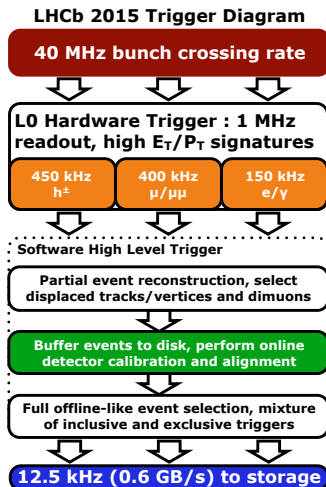 LHCb 2015 Trigger Diagram
40 MHz bunch crossing rate
L0 Hardware Trigger : 1 MHz
readout, high E_T/P_T signatures
450 kHz
h±
400 kHz
μ/μμ
150 kHz
e/γ
Software High Level Trigger
Partial event reconstruction, select
displaced tracks/vertices and dimuons
Buffer events to disk, perform online
detector calibration and alignment
Full offline-like event selection, mixture
of inclusive and exclusive triggers
12.5 kHz (0.6 GB/s) to storage